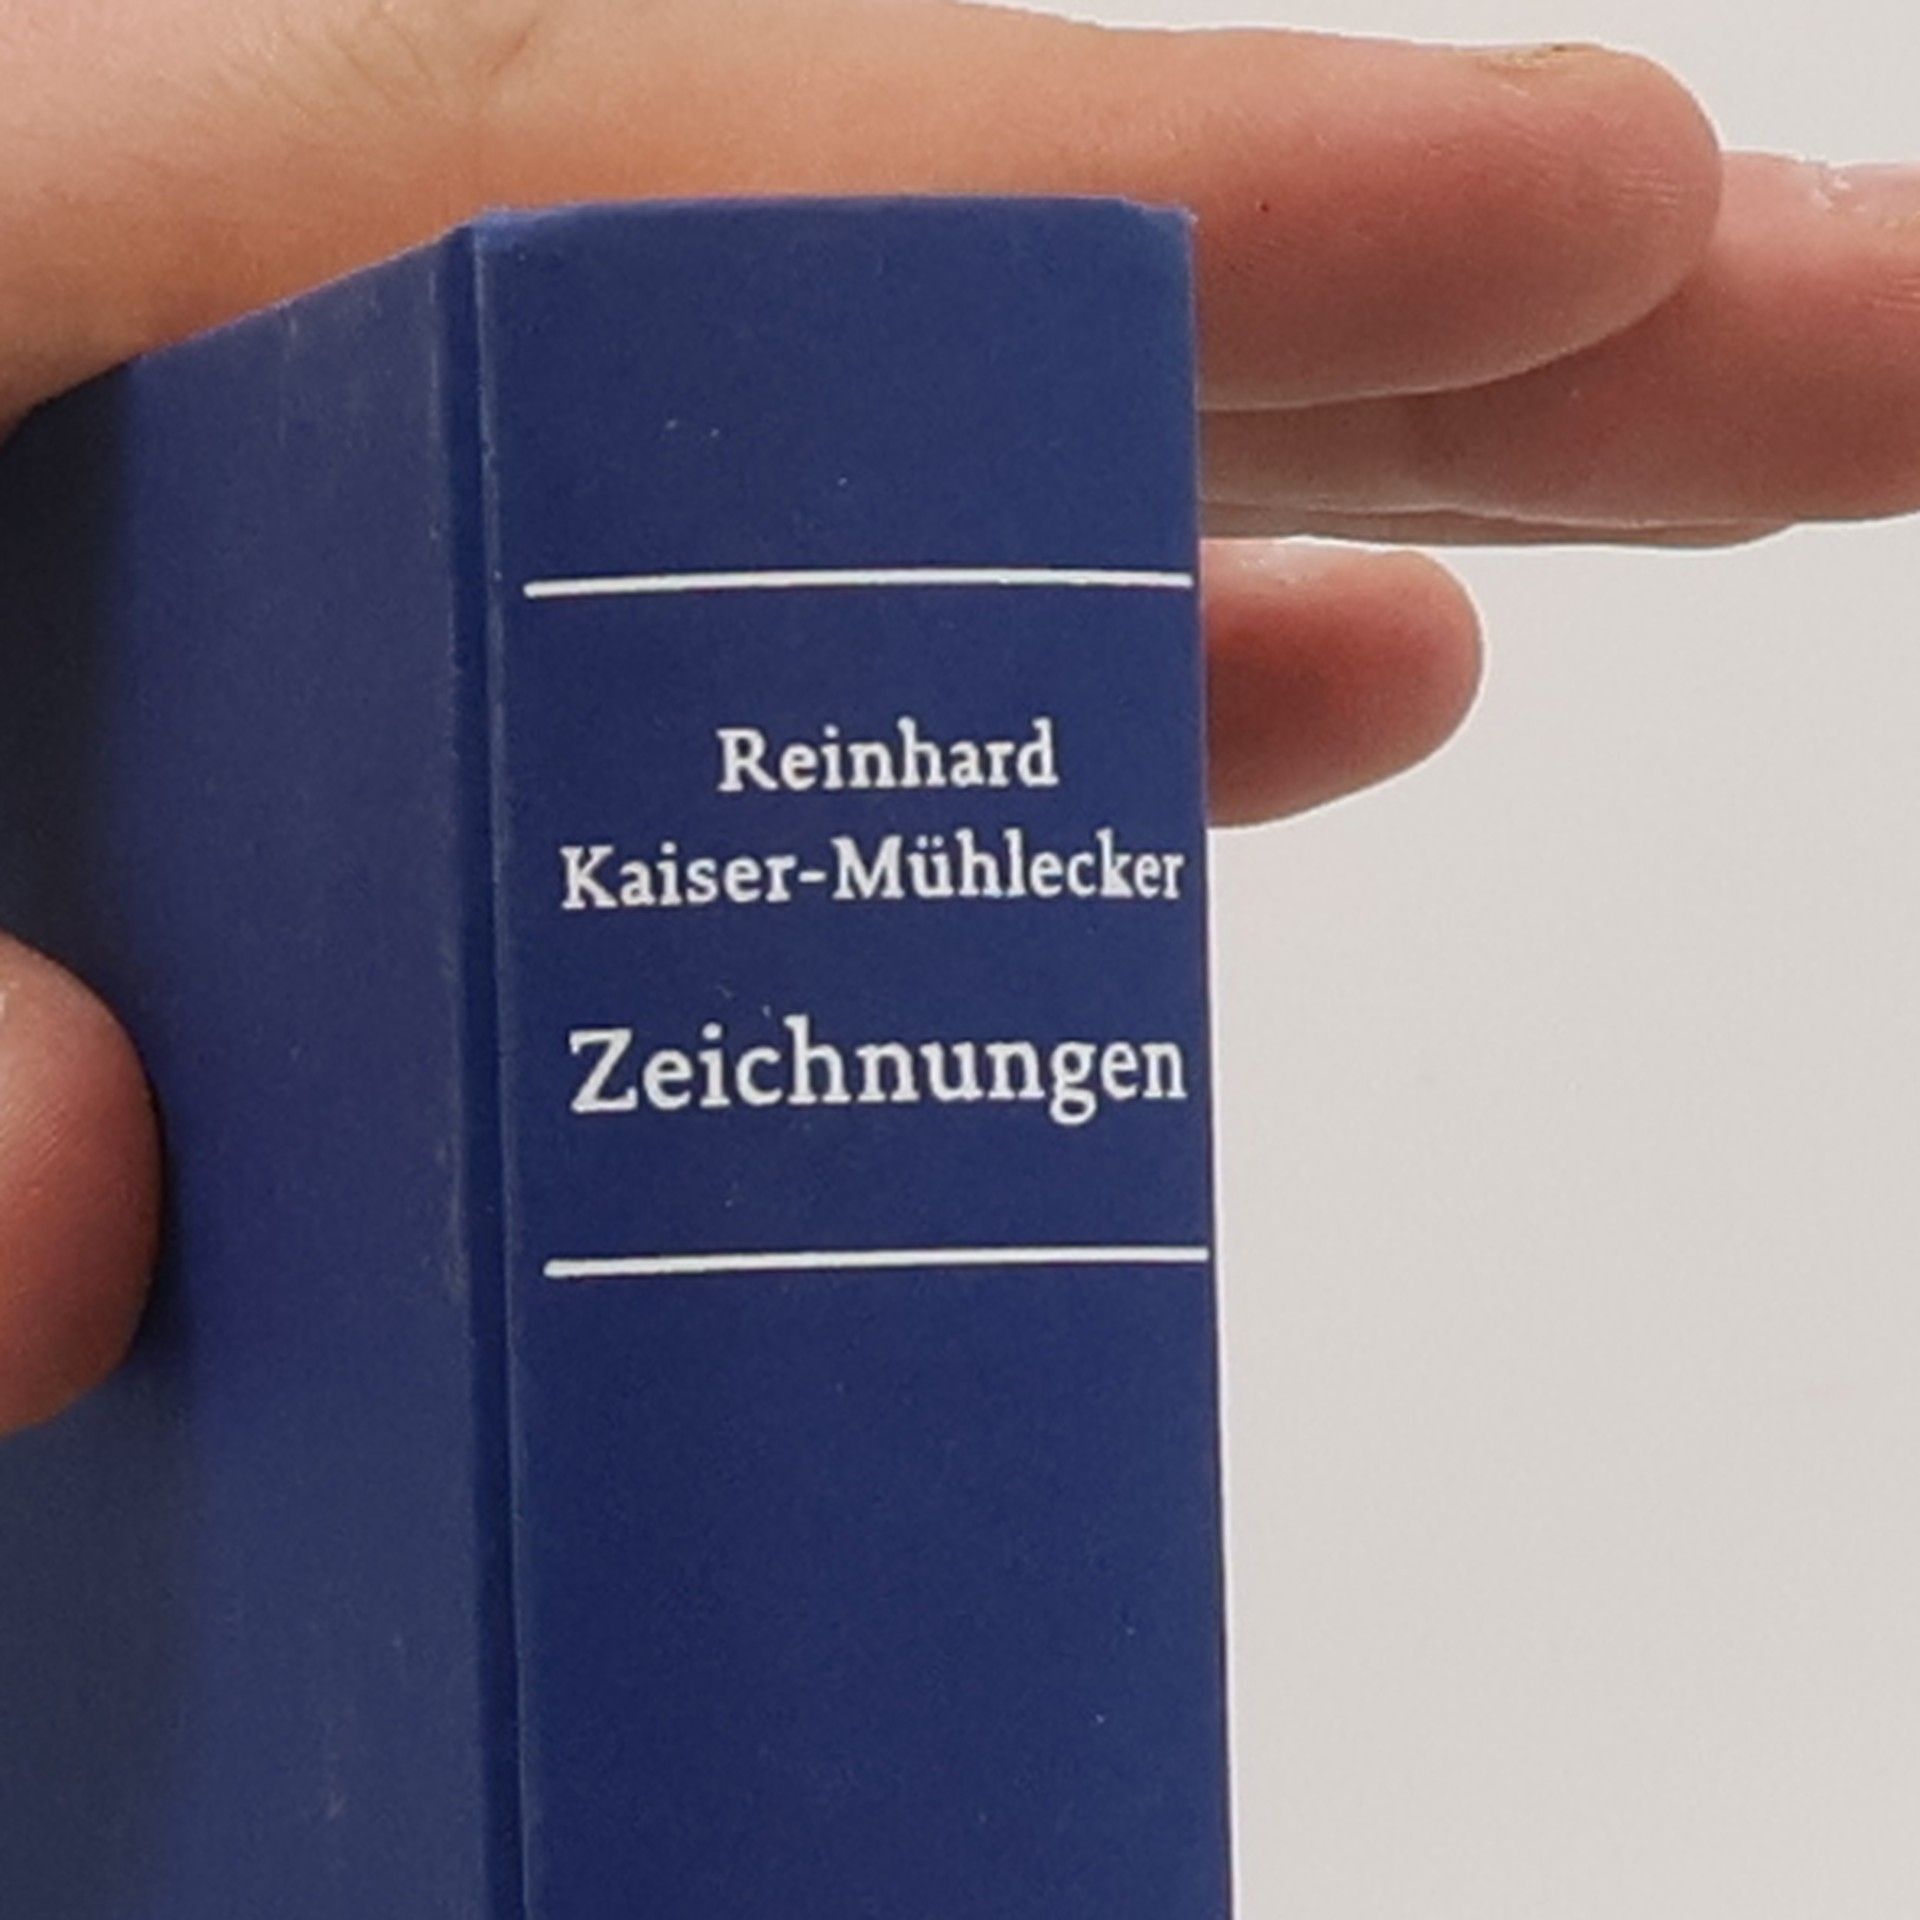 Reinhard
Kaiser-Mühlecker
Zeichnungen